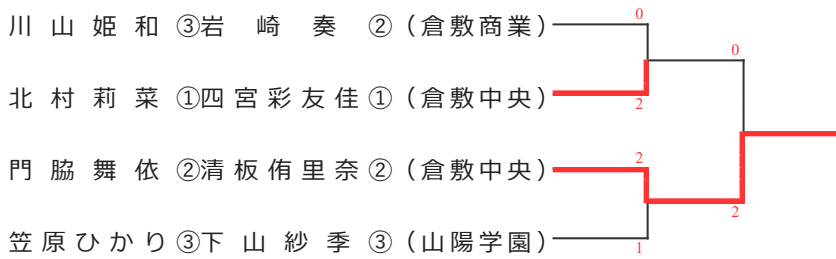 0
川山姫和③岩崎奏②(倉敷商業)
0
北村莉菜①四宮彩友佳①(倉敷中央)
2
2
門脇舞依②清板侑里奈②(倉敷中央)
2
笠原ひかり③下山紗季③(山陽学園)
1